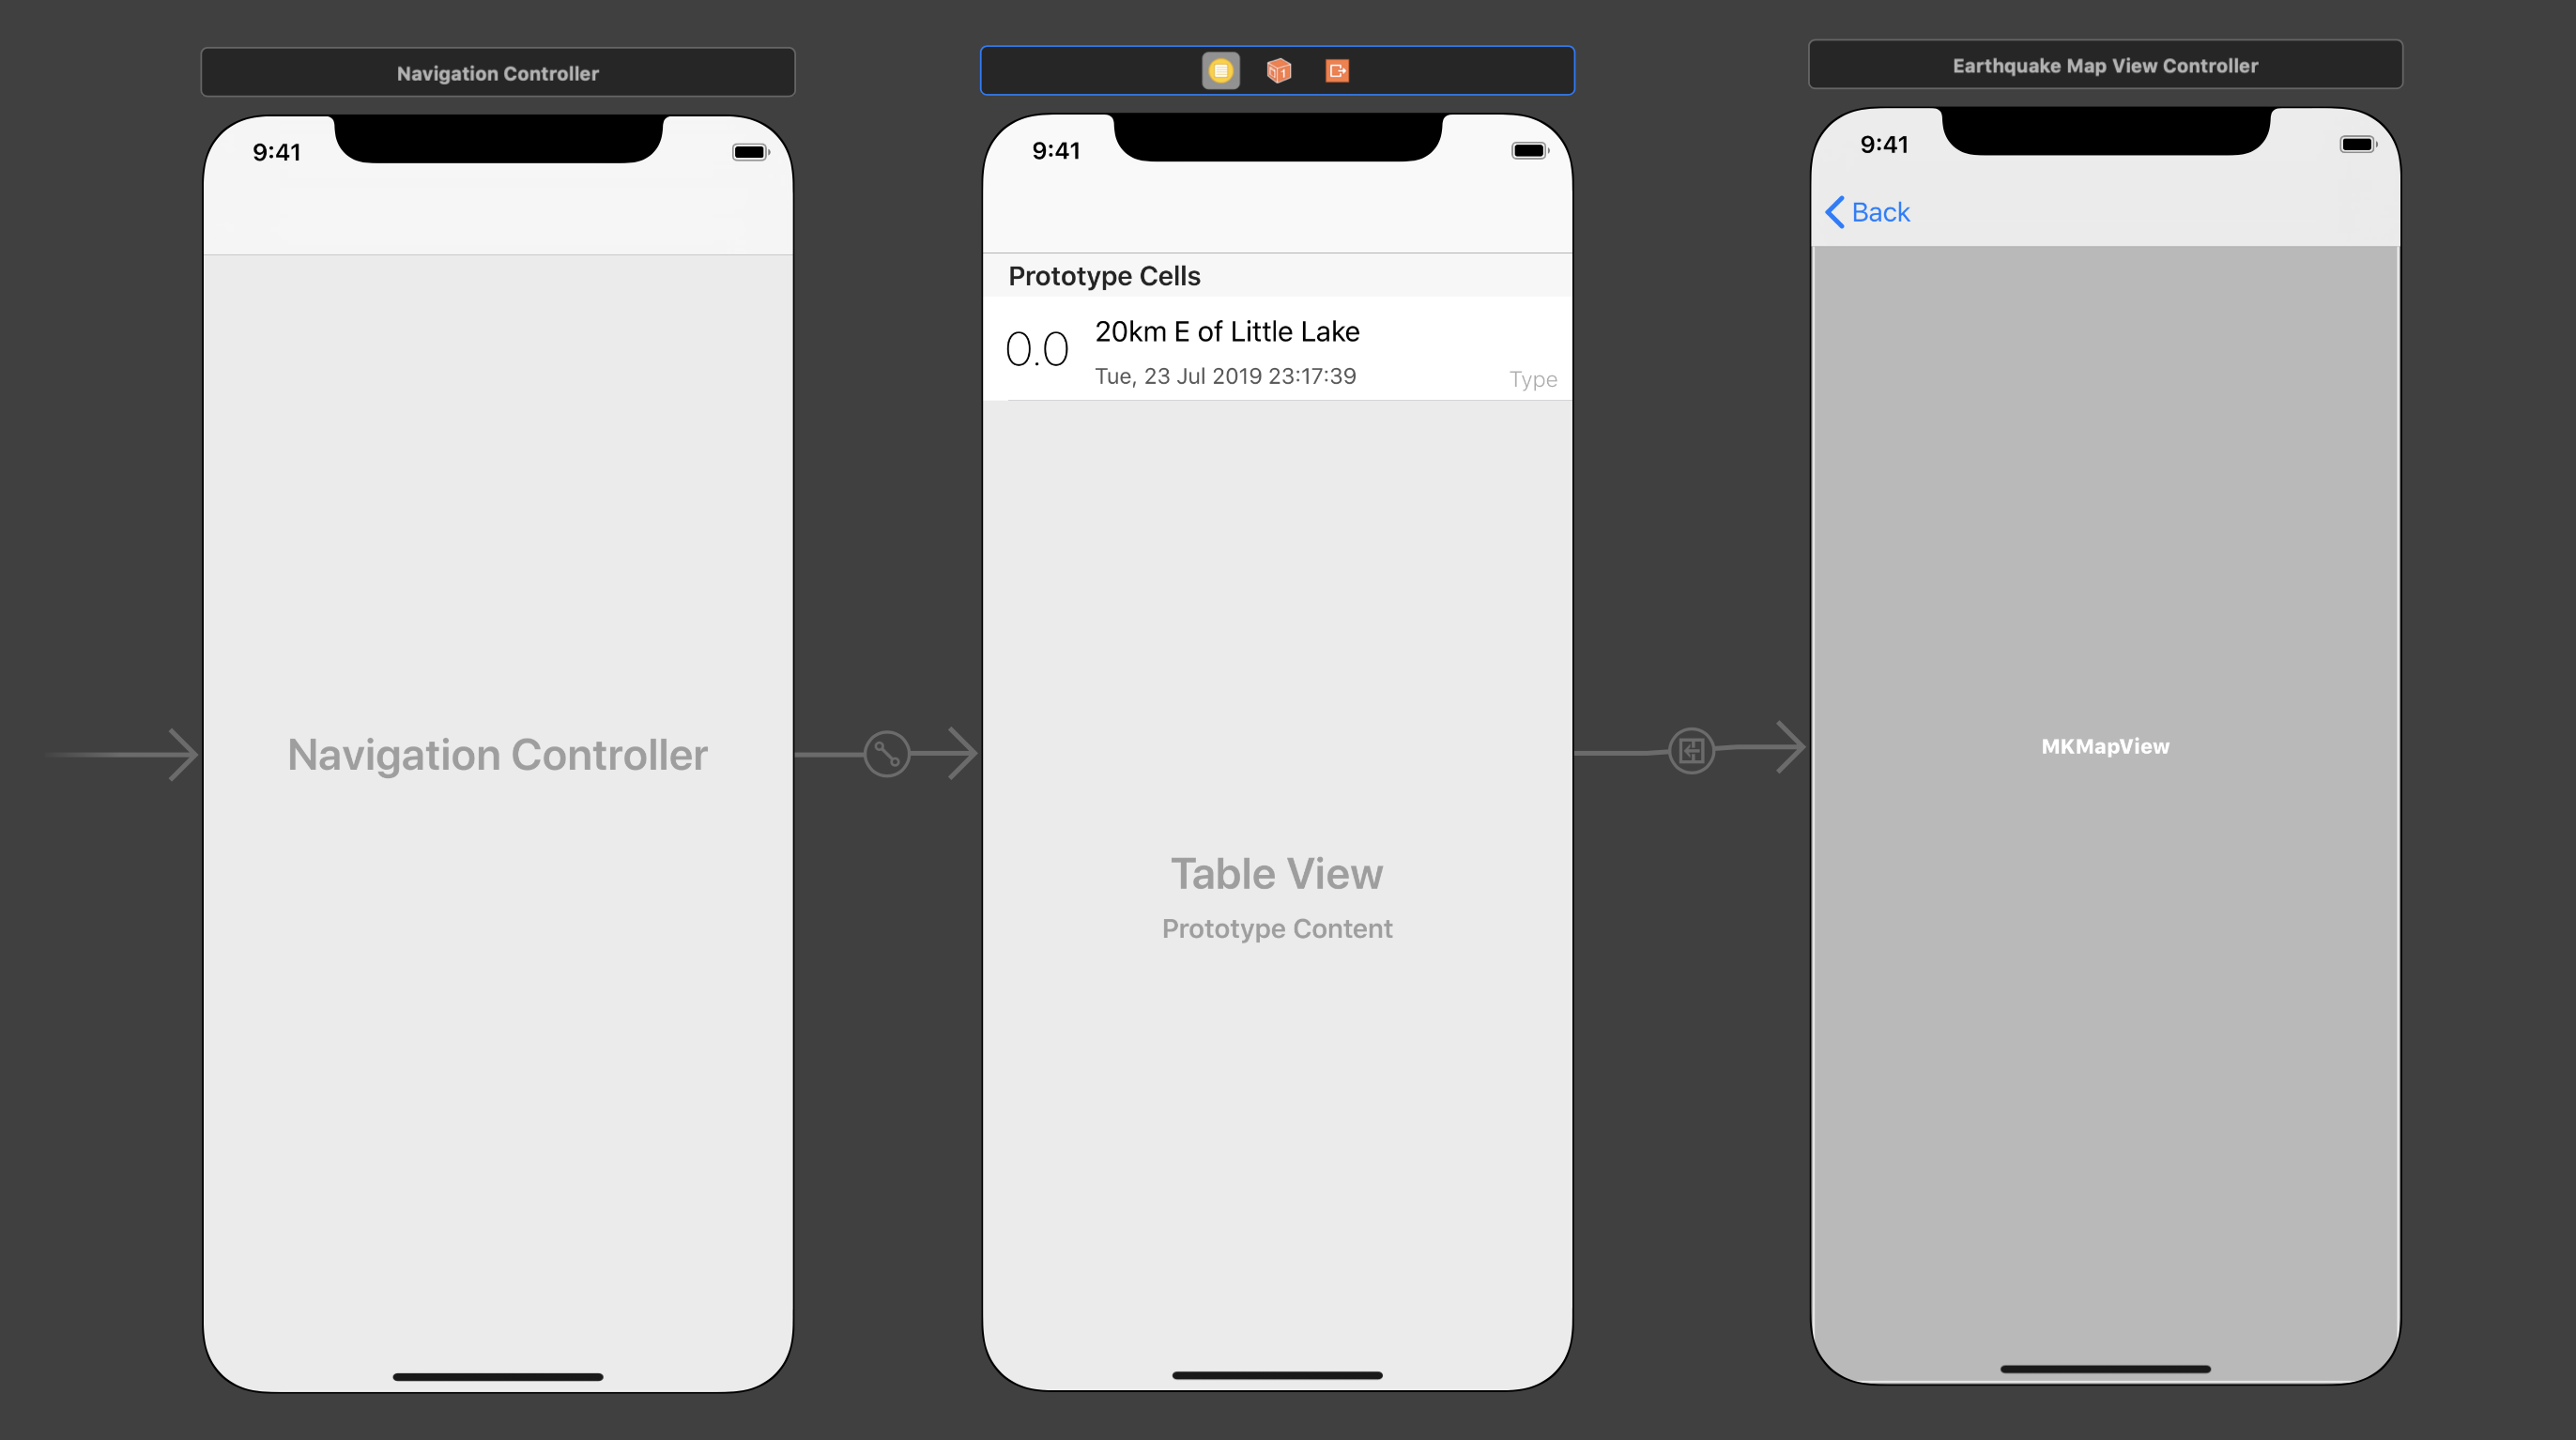 Navigation Controller
9:41
Navigation Controller
9:41
Prototype Cells
0.0
20km E of Little Lake
Tue, 23 Jul 2019 23:17:39
Type
Table View
Prototype Content
Earthquake Map View Controller
9:41
Back
MKMapView